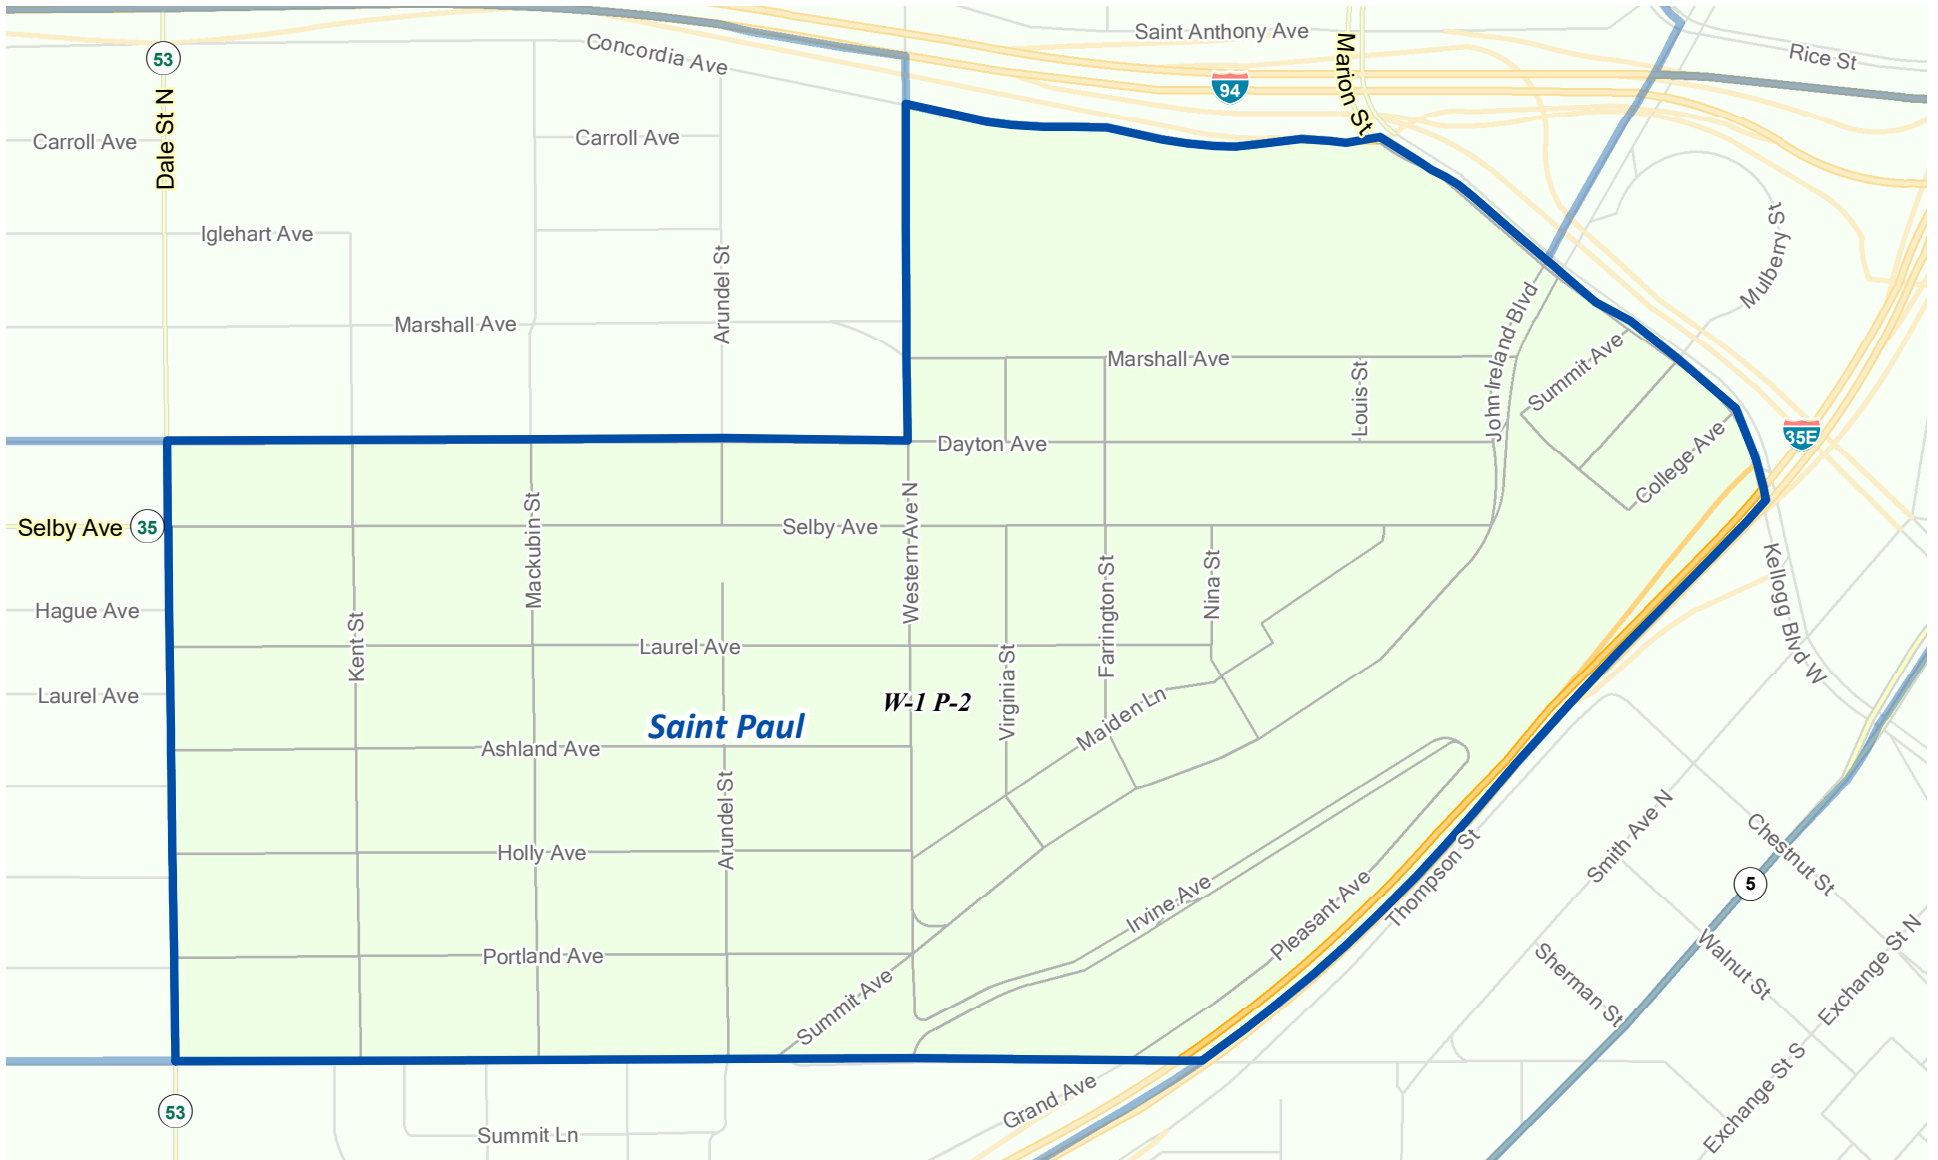 Saint Anthony Ave
Concordia Ave
Rice St
53
94
Marion St
Dale St N
Carroll Ave
Carroll Ave
Iglehart Ave
Mulberry St
Arundel St
Marshall Ave
John Ireland Blvd
Marshall Ave
Summit Ave
Louis St
Dayton Ave
35E
College Ave
Selby Ave
35
Mackubin St
Selby Ave
Western Ave N
Nina St
Farrington St
Kellogg Blvd W
Hague Ave
Kent St
Laurel Ave
Virginia St
Laurel Ave
W-1 P-2
Saint Paul
Maiden Ln
Ashland Ave
Arundel St
Smith Ave N
Chestnut St
Holly Ave
Thompson St
5
Irvine Ave
Pleasant Ave
Portland Ave
Summit Ave
Walnut St
Sherman St
Exchange St N
53
Grand Ave
Exchange St S
Summit Ln